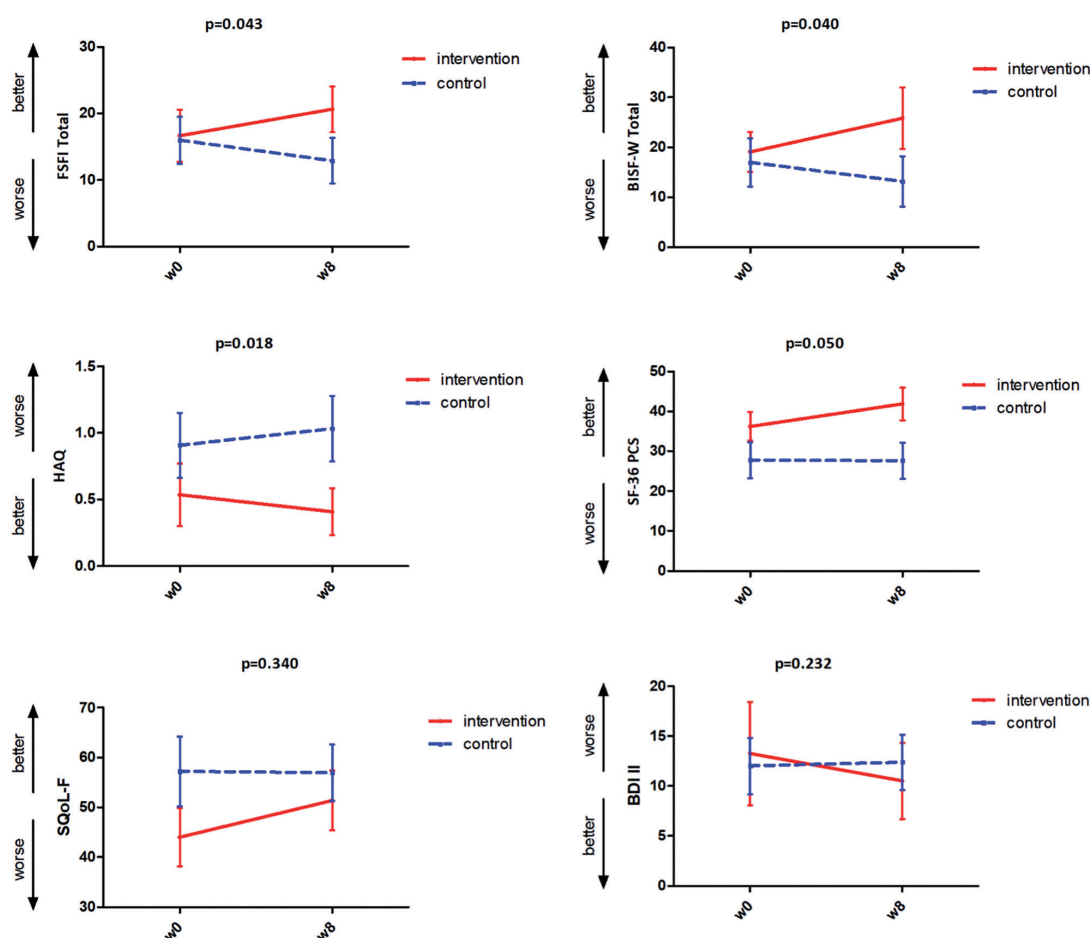 p=0.043
better
worse
FSFI Total
30
20
10
0
w0
w8
intervention
control
p=0.040
better
worse
BISF-W Total
40
30
20
10
0
w0
w8
intervention
control
p=0.018
worse
better
HAQ
1.5
1.0
0.5
0.0
w0
w8
intervention
control
p=0.050
better
worse
SF-36 PCS
50
40
30
20
10
0
w0
w8
intervention
control
p=0.340
better
worse
SQoL-F
70
60
50
40
30
w0
w8
intervention
control
p=0.232
worse
better
BDI II
20
15
10
5
0
w0
w8
intervention
control